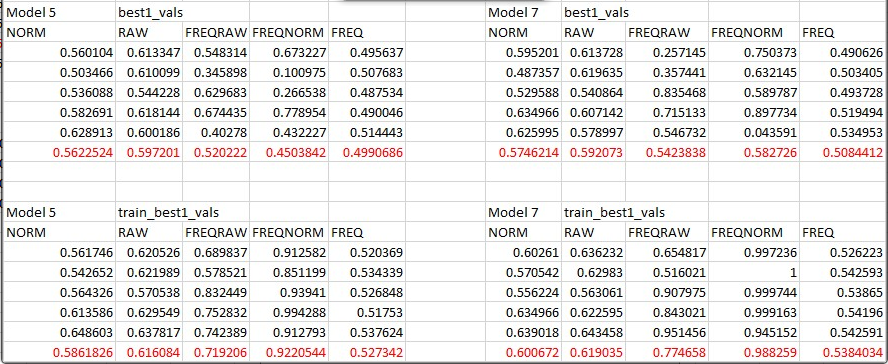 Model 5 best1_vals Model 7 best1_vals
NORM RAW FREQRAW FREQNORM FREQ NORM RAW FREQRAW FREQNORM FREQ
0.560104 0.613347 0.548314 0.673227 0.495637 0.595201 0.613728 0.257145 0.750373 0.490626
0.503466 0.610099 0.345898 0.100975 0.507683 0.487357 0.619635 0.357441 0.632145 0.503405
0.536088 0.544228 0.629683 0.266538 0.487534 0.529588 0.540864 0.835468 0.589787 0.493728
0.582691 0.618144 0.674435 0.778954 0.490046 0.634966 0.607142 0.715133 0.897734 0.519494
0.628913 0.600186 0.40278 0.432227 0.514443 0.625995 0.578997 0.546732 0.043591 0.534953
0.5622524 0.597201 0.520222 0.4503842 0.4990686 0.5746214 0.592073 0.5423838 0.582726 0.5084412
Model 5 train_best1_vals Model 7 train_best1_vals
NORM RAW FREQRAW FREQNORM FREQ NORM RAW FREQRAW FREQNORM FREQ
0.561746 0.620526 0.689837 0.912582 0.520369 0.60261 0.636232 0.654817 0.997236 0.526223
0.542652 0.621989 0.578521 0.851199 0.534339 0.570542 0.62983 0.516021 1 0.542593
0.564326 0.570538 0.832449 0.93941 0.526848 0.556224 0.563061 0.907975 0.999744 0.53865
0.613586 0.629549 0.752832 0.994288 0.51753 0.634966 0.622595 0.843021 0.999163 0.54196
0.648603 0.637817 0.742389 0.912793 0.537624 0.639018 0.643458 0.951456 0.945152 0.542591
0.5861826 0.616084 0.719206 0.9220544 0.527342 0.600672 0.619035 0.774658 0.988259 0.5384034